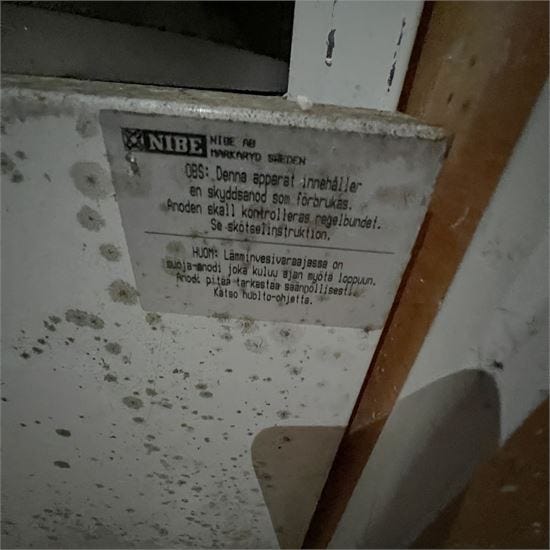 NIBE NIBE AB
MARKARYD SWEDEN
OBS: Denna apparat innehåller
en skyddsanod som förbrukas.
Anoden skall kontrolleras regelbundet.
Se skötselinstruktion.
HUOM: Lämminvesivaraajassa on
suoja-anodi joka kuluu ajan myötä loppuun.
Anodi pitää tarkastaa säännöllisesti.
Katso huolto-ohjetta.